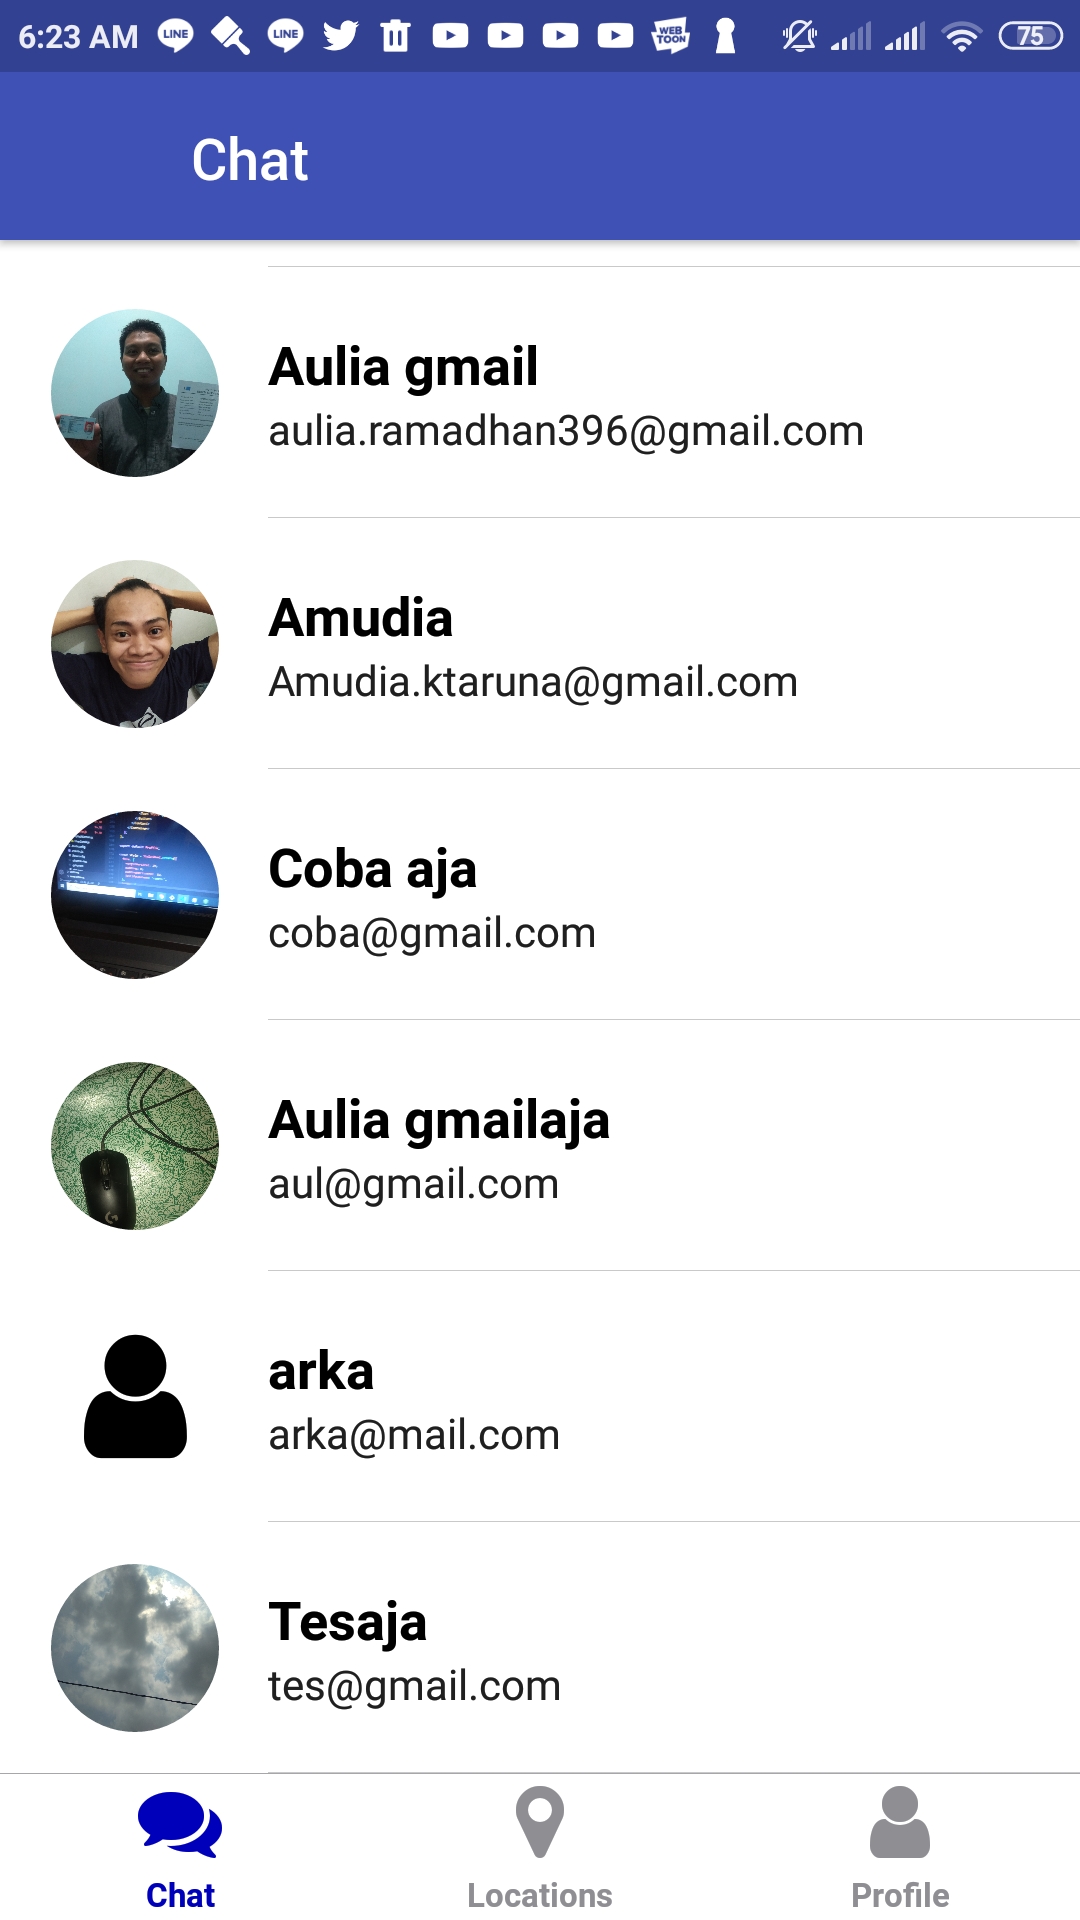 6:23 AM LINE LINE WEB TOON 75
Chat
Aulia gmail
aulia.ramadhan396@gmail.com
Amudia
Amudia.ktaruna@gmail.com
Coba aja
coba@gmail.com
Aulia gmailaja
aul@gmail.com
arka
arka@mail.com
Tesaja
tes@gmail.com
Chat
Locations
Profile